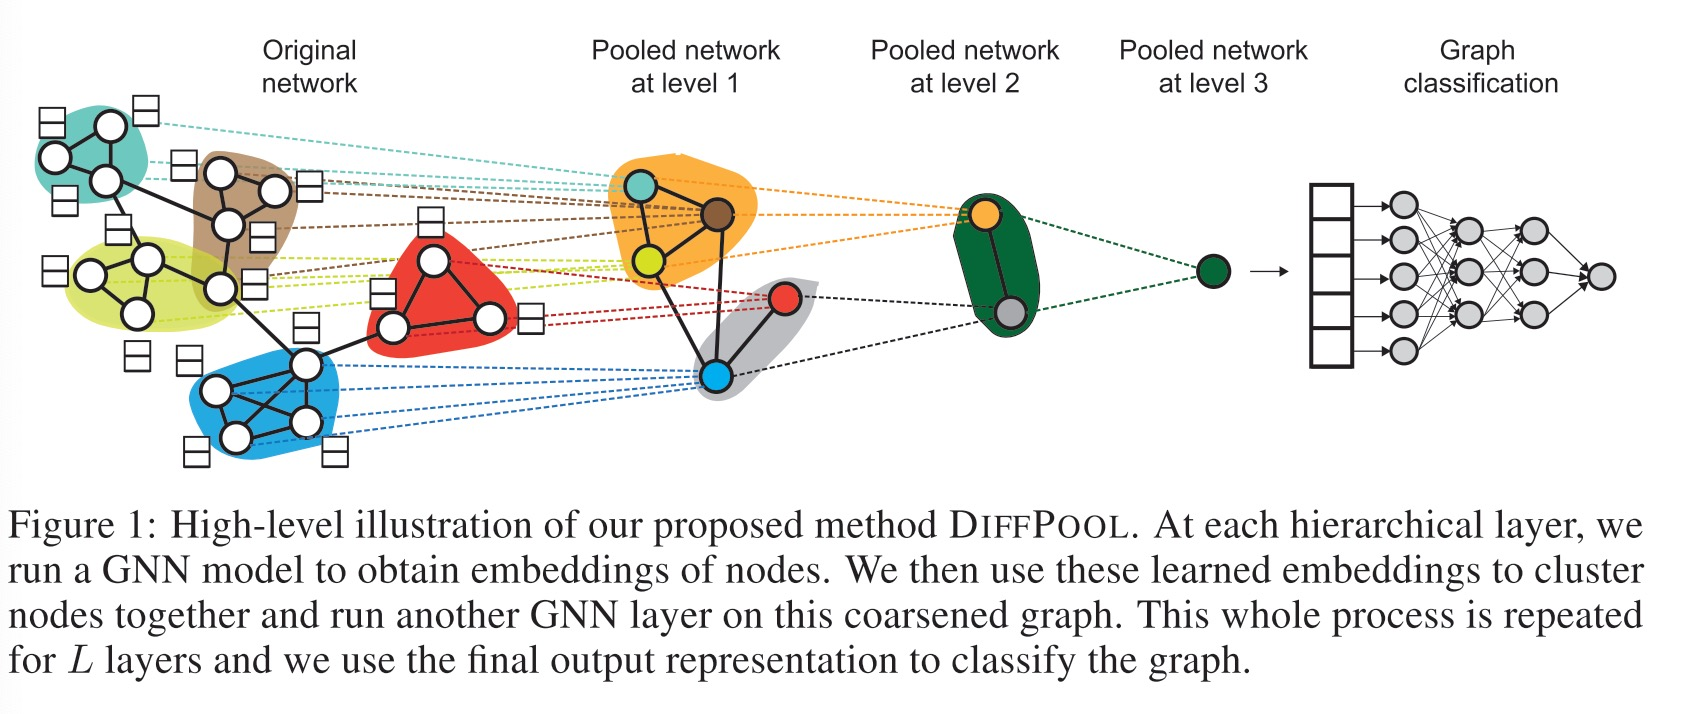 Original
network
Pooled network
at level 1
Pooled network
at level 2
Pooled network
at level 3
Graph
classification
Figure 1: High-level illustration of our proposed method DIFFPOOL. At each hierarchical layer, we
run a GNN model to obtain embeddings of nodes. We then use these learned embeddings to cluster
nodes together and run another GNN layer on this coarsened graph. This whole process is repeated
for L layers and we use the final output representation to classify the graph.